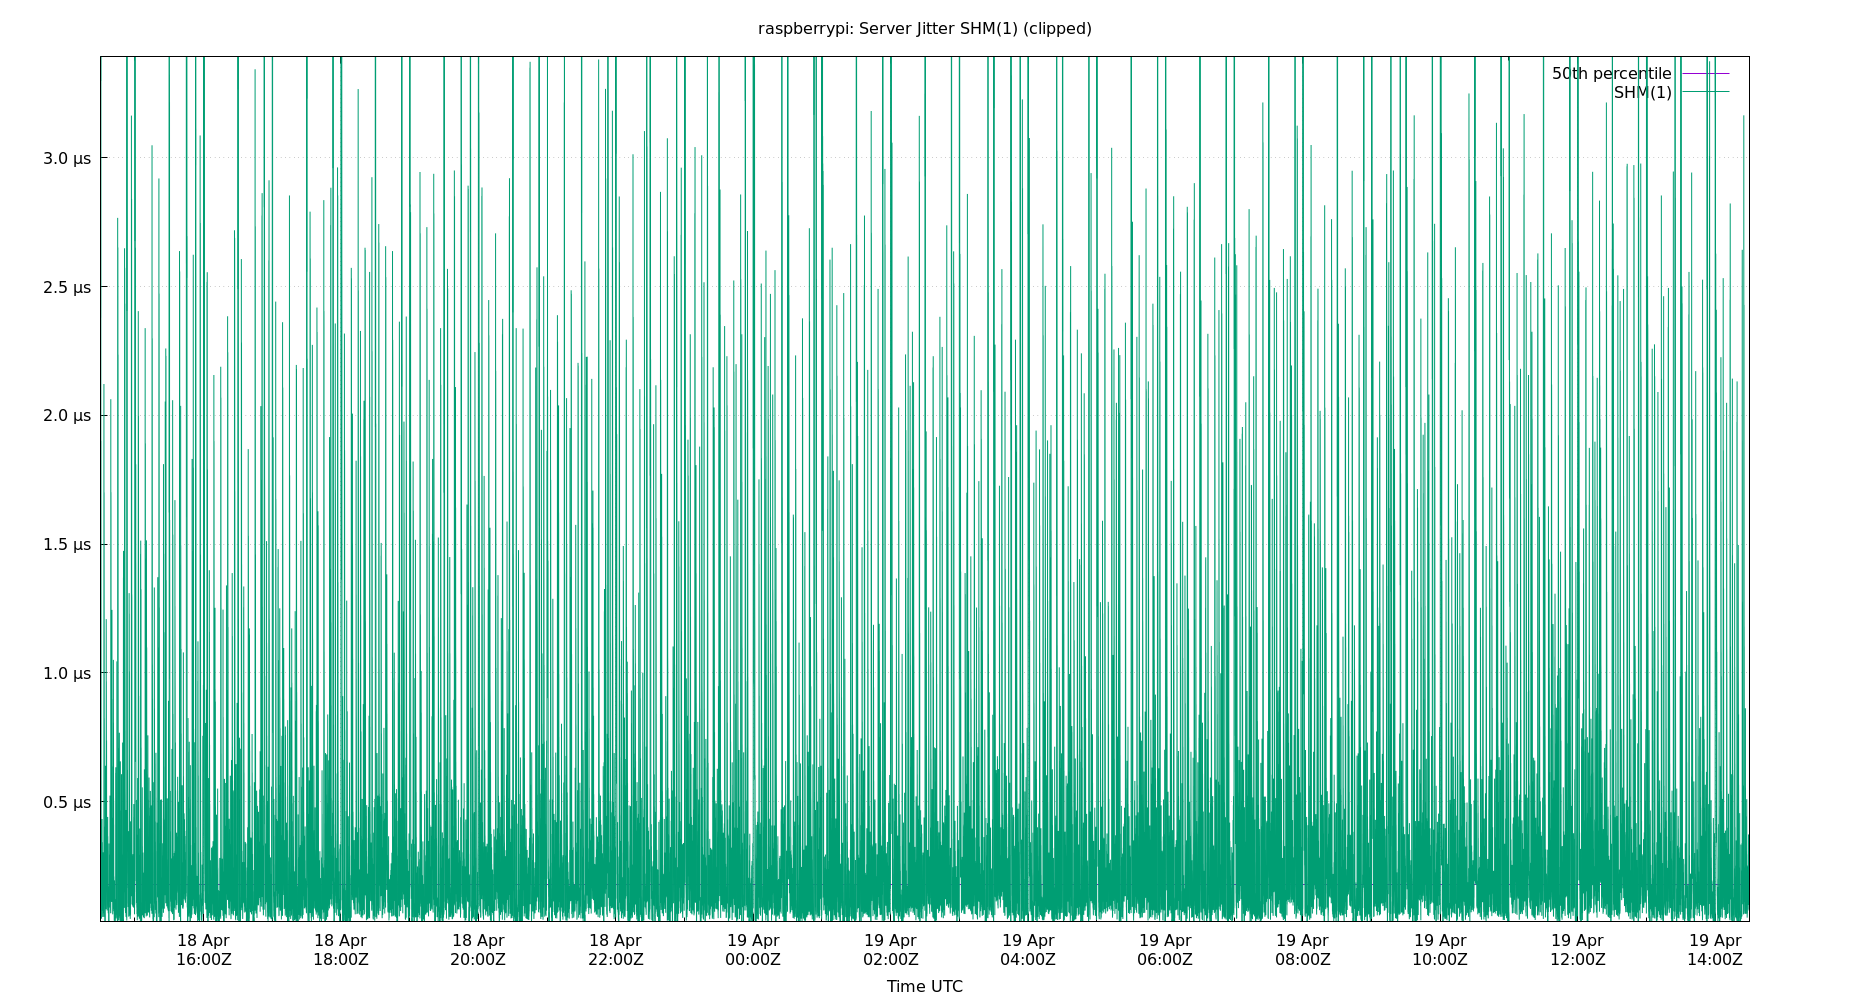 raspberrypi: Server Jitter SHM(1) (clipped)
50th percentile
SHM(1)
3.0 μs
2.5 μs
2.0 μs
1.5 μs
1.0 μs
0.5 μs
18 Apr 18 Apr 18 Apr 18 Apr 19 Apr 19 Apr 19 Apr 19 Apr 19 Apr 19 Apr 19 Apr 19 Apr
16:00Z 18:00Z 20:00Z 22:00Z 00:00Z 02:00Z 04:00Z 06:00Z 08:00Z 10:00Z 12:00Z 14:00Z
Time UTC